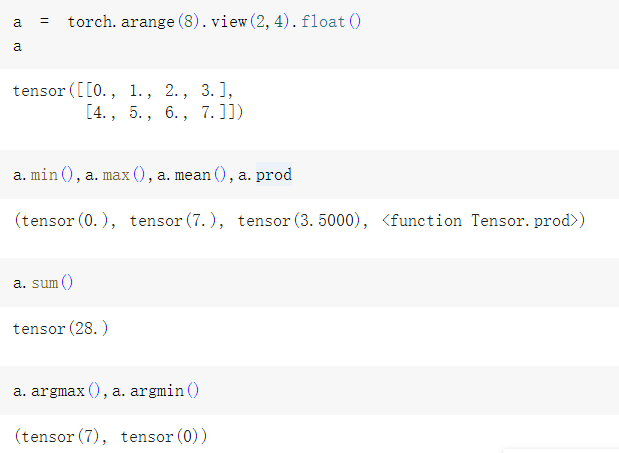 a = torch.arange(8).view(2,4).float()
a
tensor([[0., 1., 2., 3.],
[4., 5., 6., 7.]])
a.min(),a.max(),a.mean(),a.prod
(tensor(0.), tensor(7.), tensor(3.5000), <function Tensor.prod>)
a.sum()
tensor(28.)
a.argmax(),a.argmin()
(tensor(7), tensor(0))